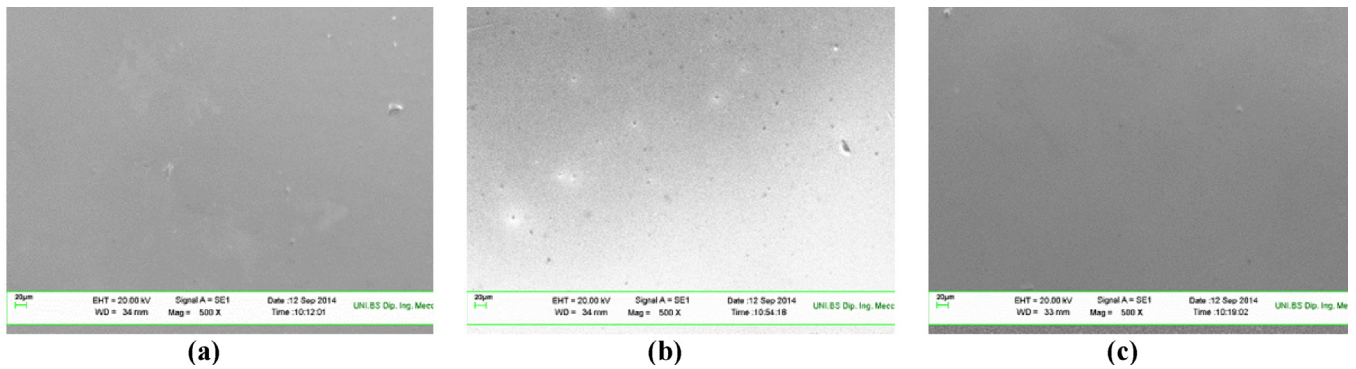 20µm
EHT = 20.00 kV Signal A = SE1 Date :12 Sep 2014 UNI.BS Dip. Ing. Mecc
WD = 34 mm Mag = 500 X Time :10:12:01
20µm
EHT = 20.00 kV Signal A = SE1 Date :12 Sep 2014 UNI.BS Dip. Ing. Mecc
WD = 34 mm Mag = 500 X Time :10:54:16
20µm
EHT = 20.00 kV Signal A = SE1 Date :12 Sep 2014 UNI.BS Dip. Ing. Mecc
WD = 33 mm Mag = 500 X Time :10:19:02
(a) (b) (c)